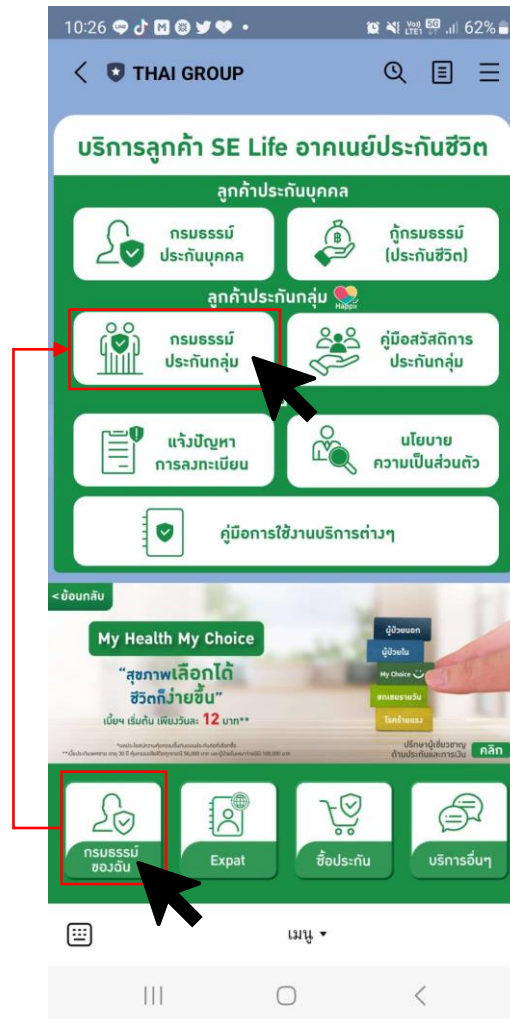 10:26
Vo)) LTE1 5G 62%
THAI GROUP
บริการลูกค้า SE Life อาคเนย์ประกันชีวิต
ลูกค้าประกันบุคคล
กรมธรรม์
ประกันบุคคล
กู้กรมธรรม์
(ประกันชีวิต)
ลูกค้าประกันกลุ่ม Happii
กรมธรรม์
ประกันกลุ่ม
คู่มือสวัสดิการ
ประกันกลุ่ม
แจ้งปัญหา
การลงทะเบียน
นโยบาย
ความเป็นส่วนตัว
คู่มือการใช้งานบริการต่างๆ
<ย้อนกลับ
My Health My Choice
“สุขภาพเลือกได้
ชีวิตก็ง่ายขึ้น”
เบี้ยฯ เริ่มต้น เพียงวันละ 12 บาท**
ผู้ป่วยนอก
ผู้ป่วยใน
My Choice
ชดเชยรายวัน
โรคร้ายแรง
ปรึกษาผู้เชี่ยวชาญ
ด้านประกันและการเงิน คลิก
กรมธรรม์
ของฉัน
Expat
ซื้อประกัน
บริการอื่นๆ
เมนู